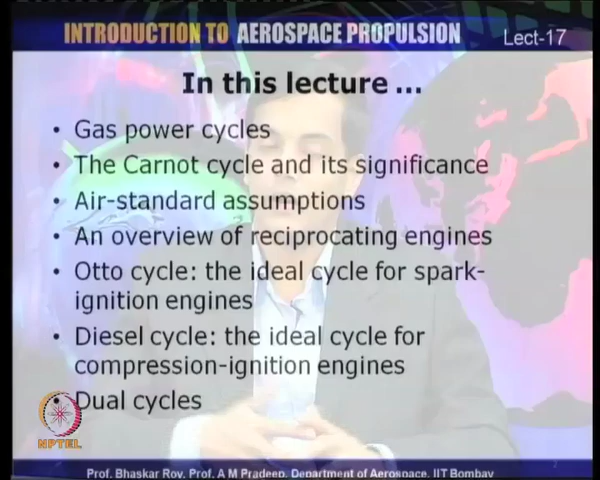 INTRODUCTION TO AEROSPACE PROPULSION
Lect-17
In this lecture ...
• Gas power cycles
• The Carnot cycle and its significance
• Air-standard assumptions
• An overview of reciprocating engines
• Otto cycle: the ideal cycle for spark-
ignition engines
• Diesel cycle: the ideal cycle for
compression-ignition engines
Dual cycles
NPTEL
Prof. Bhaskar Roy, Prof. A M Pradeep, Department of Aerospace, IIT Bombay